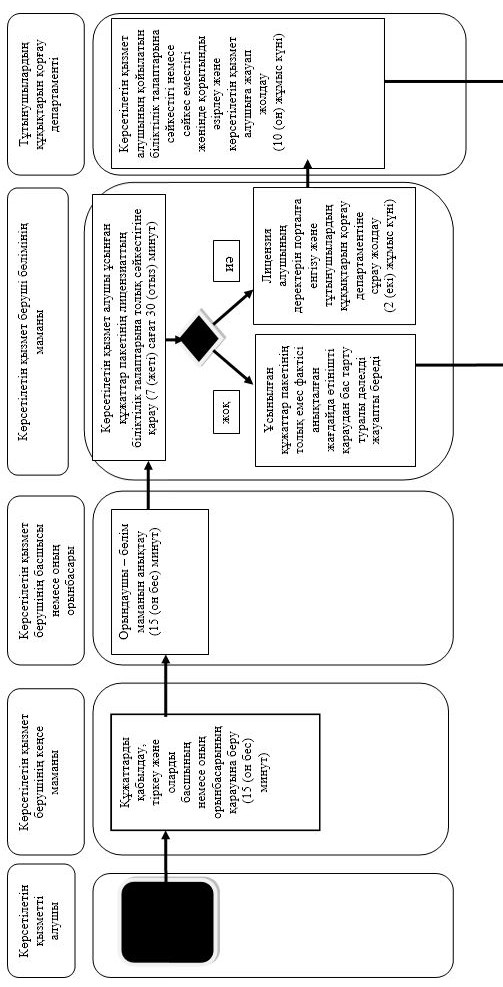 Көрсетілетін
қызметті
алушы
Көрсетілетін қызмет
берушінің кеңсе
маманы
Көрсетілетін қызмет
берушінің басшысы
немесе оның
орынбасары
Көрсетілетін қызмет беруші бөлімінің
маманы
Тұтынушылардың
құқықтарын қорғау
департаменті
Құжаттарды
қабылдау,
тіркеу және
оларды
басшының
немесе оның
орынбасарының
қарауына беру
(15 (он бес)
минут)
Орындаушы – бөлім
маманын анықтау
(15 (он бес) минут)
Көрсетілетін қызмет алушы ұсынған
құжаттар пакетінің лицензиаттың
біліктілік талаптарына толық сәйкестігіне
қарау (7 (жеті) сағат 30 (отыз) минут)
жоқ
иә
Ұсынылған
құжаттар пакетінің
толық емес фактісі
анықталған
жағдайда өтінішті
қараудан бас тарту
туралы дәлелді
жауапты береді
Лицензия
алушының
деректерін порталға
енгізу және
тұтынушылардың
құқықтарын қорғау
департаментіне
сұрау жолдау
(2 (екі) жұмыс күні)
Көрсетілетін қызмет
алушының қойылатын
біліктілік талаптарына
сәйкестігі немесе
сәйкес еместігі
жөнінде қорытынды
әзірлеу және
көрсетілетін қызмет
алушыға жауап
жолдау
(10 (он) жұмыс күні)